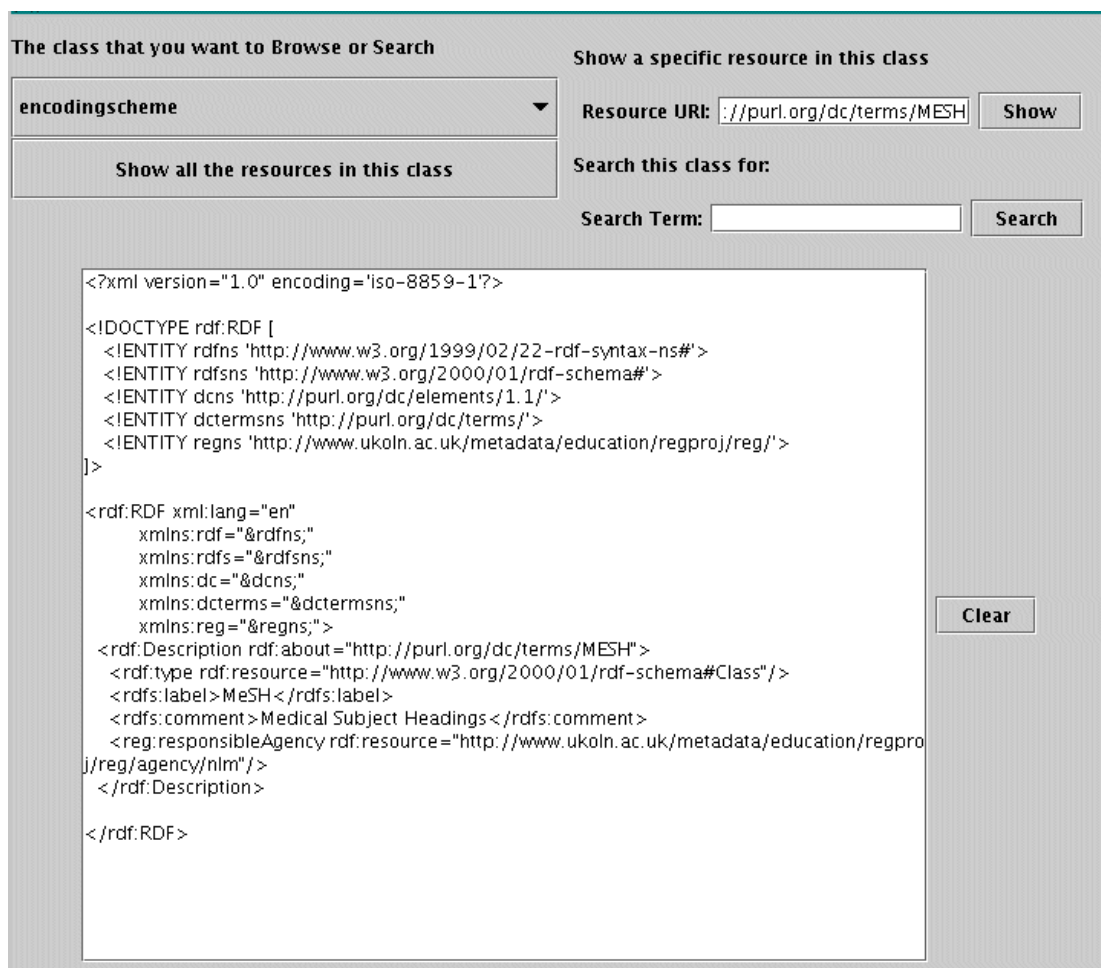 The class that you want to Browse or Search
encodingscheme
Show all the resources in this class
Show a specific resource in this class
Resource URI: ://purl.org/dc/terms/MESH Show
Search this class for:
Search Term: Search
<?xml version="1.0" encoding='iso-8859-1'?>
<!DOCTYPE rdf:RDF [
<!ENTITY rdfns 'http://www.w3.org/1999/02/22-rdf-syntax-ns#'>
<!ENTITY rdfsns 'http://www.w3.org/2000/01/rdf-schema#'>
<!ENTITY dcns 'http://purl.org/dc/elements/1.1/'>
<!ENTITY dctermsns 'http://purl.org/dc/terms/'>
<!ENTITY regns 'http://www.ukoln.ac.uk/metadata/education/regproj/reg/'>
]>
<rdf:RDF xml:lang="en"
xmlns:rdf="&rdfns;"
xmlns:rdfs="&rdfsns;"
xmlns:dc="&dcns;"
xmlns:dcterms="&dctermsns;"
xmlns:reg="&regns;">
<rdf:Description rdf:about="http://purl.org/dc/terms/MESH">
<rdf:type rdf:resource="http://www.w3.org/2000/01/rdf-schema#Class"/>
<rdfs:label>MeSH</rdfs:label>
<rdfs:comment>Medical Subject Headings</rdfs:comment>
<reg:responsibleAgency rdf:resource="http://www.ukoln.ac.uk/metadata/education/regpro
j/reg/agency/nlm"/>
</rdf:Description>
</rdf:RDF>
Clear